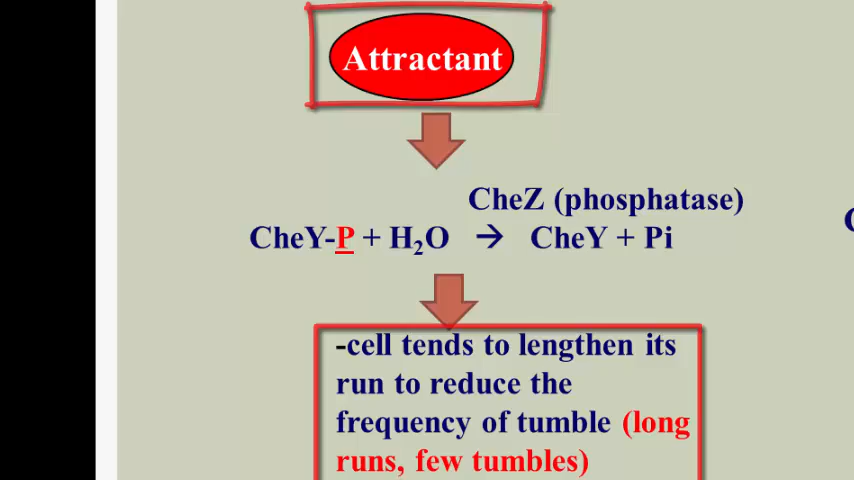 Attractant
CheZ (phosphatase)
CheY-P + H₂O → CheY + Pi
-cell tends to lengthen its
run to reduce the
frequency of tumble (long
runs, few tumbles)